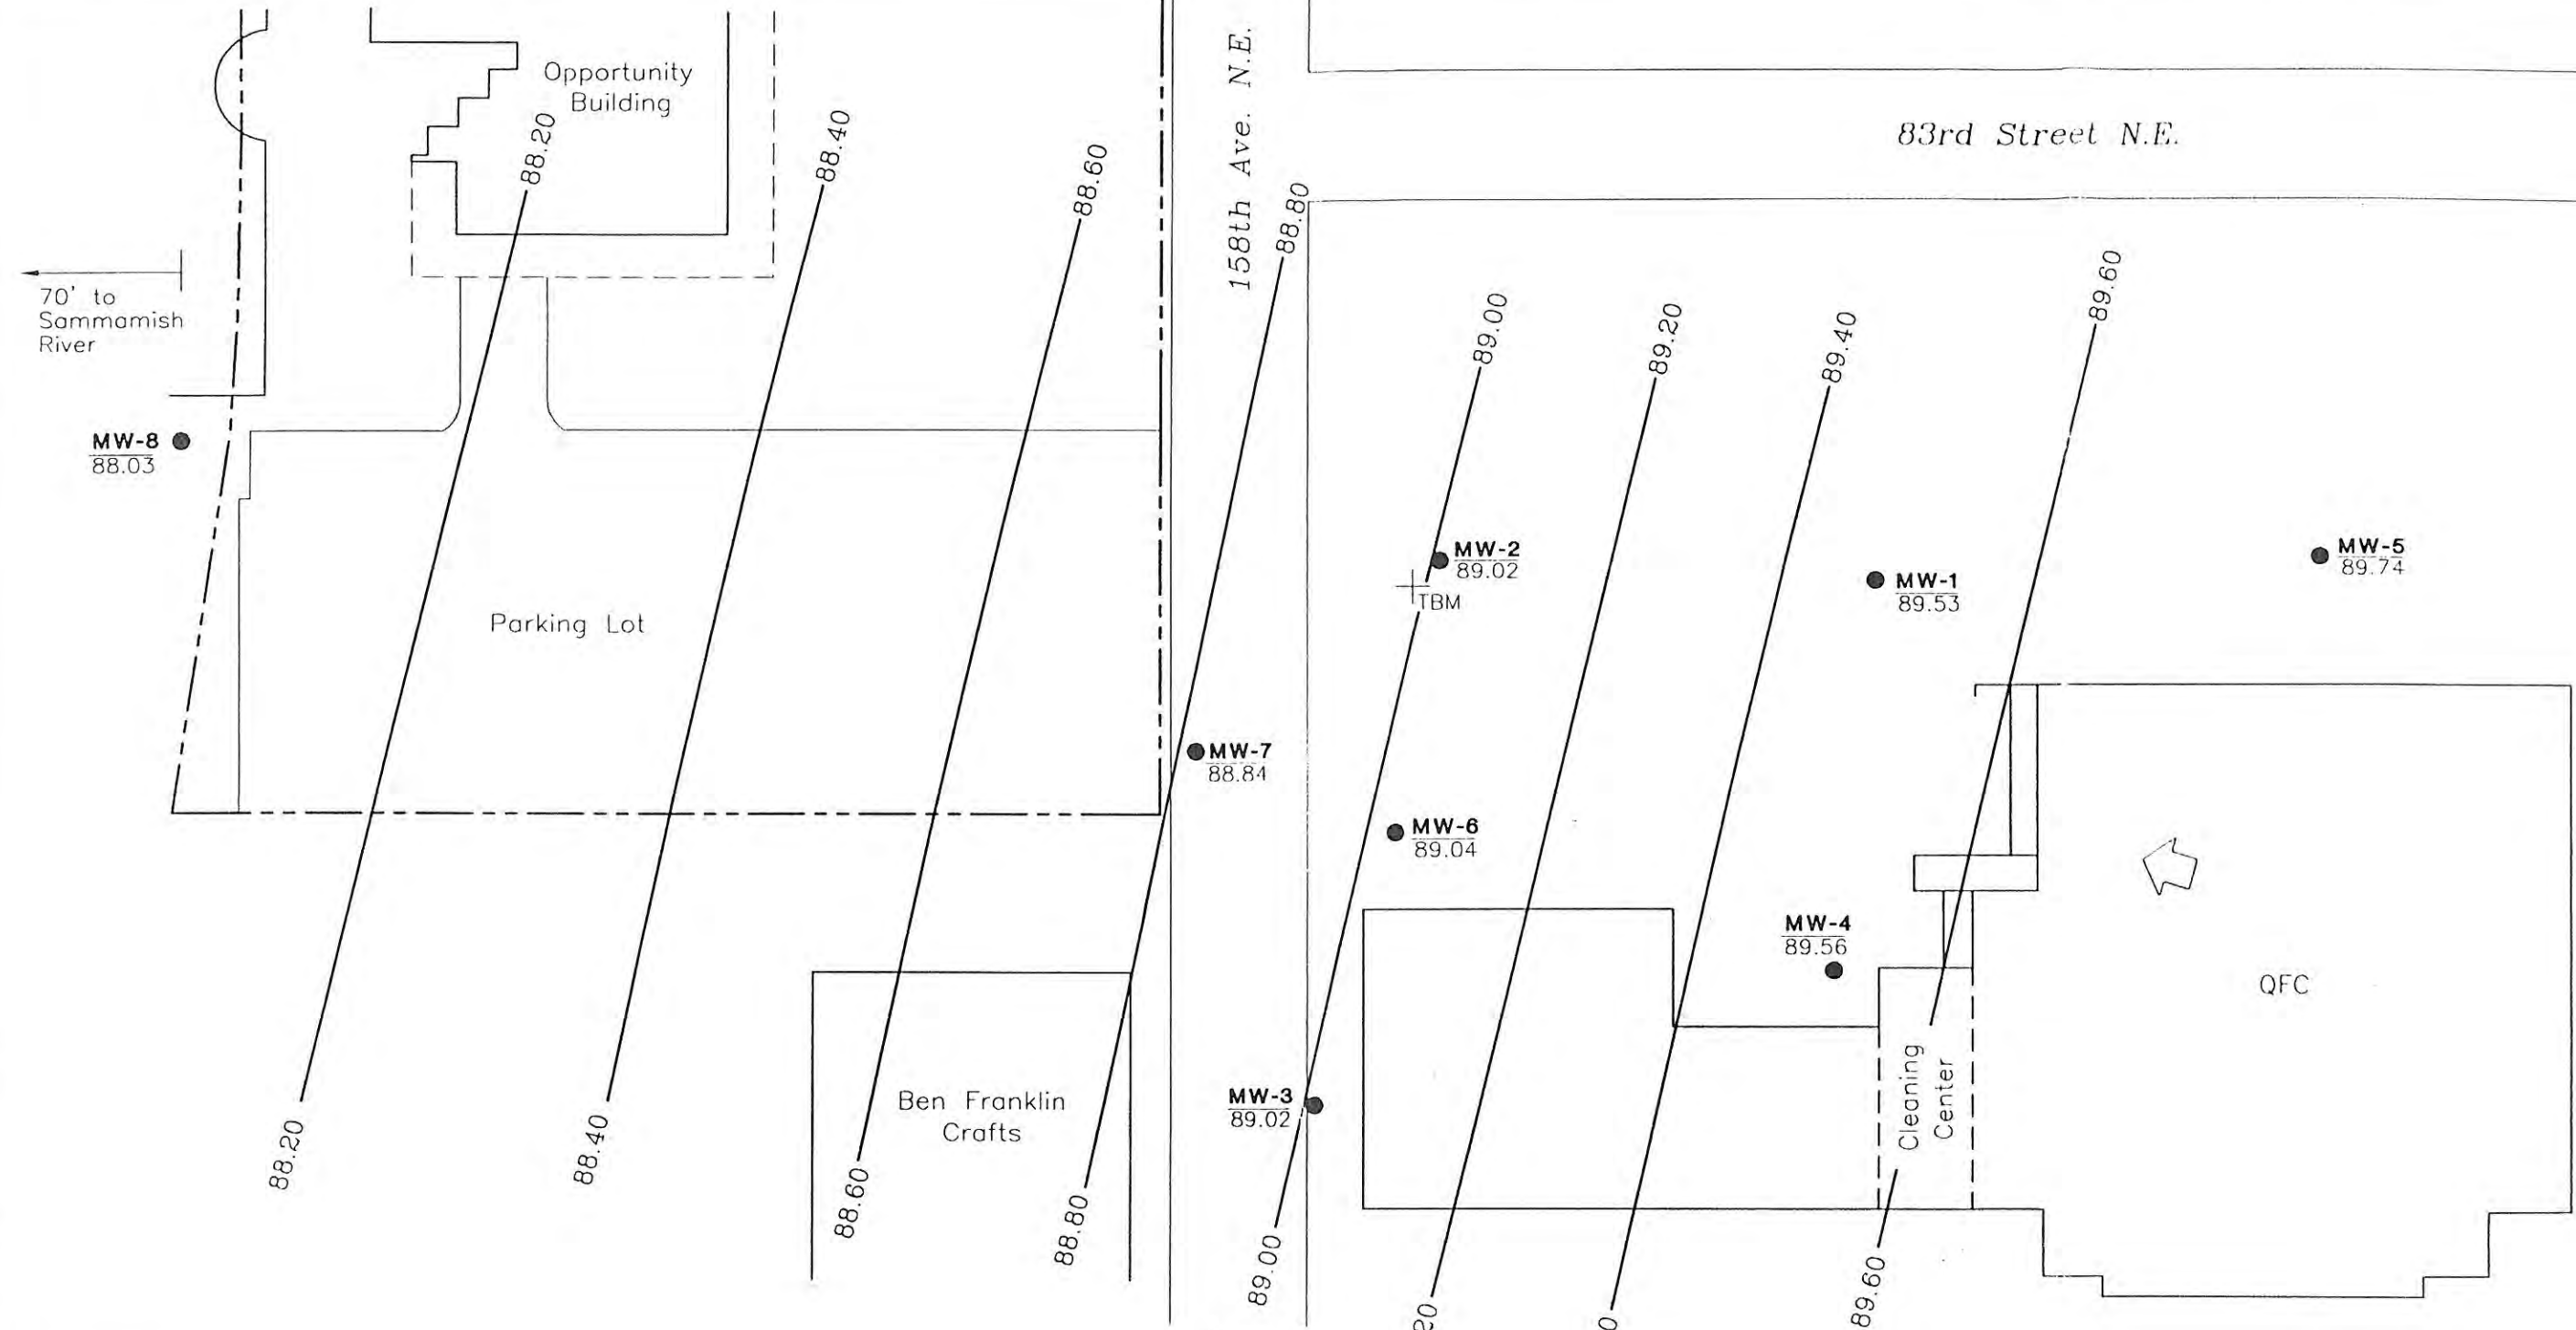 Opportunity
Building
158th Ave. N.E.
83rd Street N.E.
88.20
88.40
88.60
88.80
89.00
89.20
89.40
89.60
70' to
Sammamish
River
MW-8
88.03
MW-2
89.02
TBM
MW-1
89.53
MW-5
89.74
Parking Lot
MW-7
88.84
MW-6
89.04
MW-4
89.56
QFC
MW-3
89.02
Ben Franklin
Crafts
Cleaning
Center
88.20
88.40
88.60
88.80
89.00
20
0
89.60